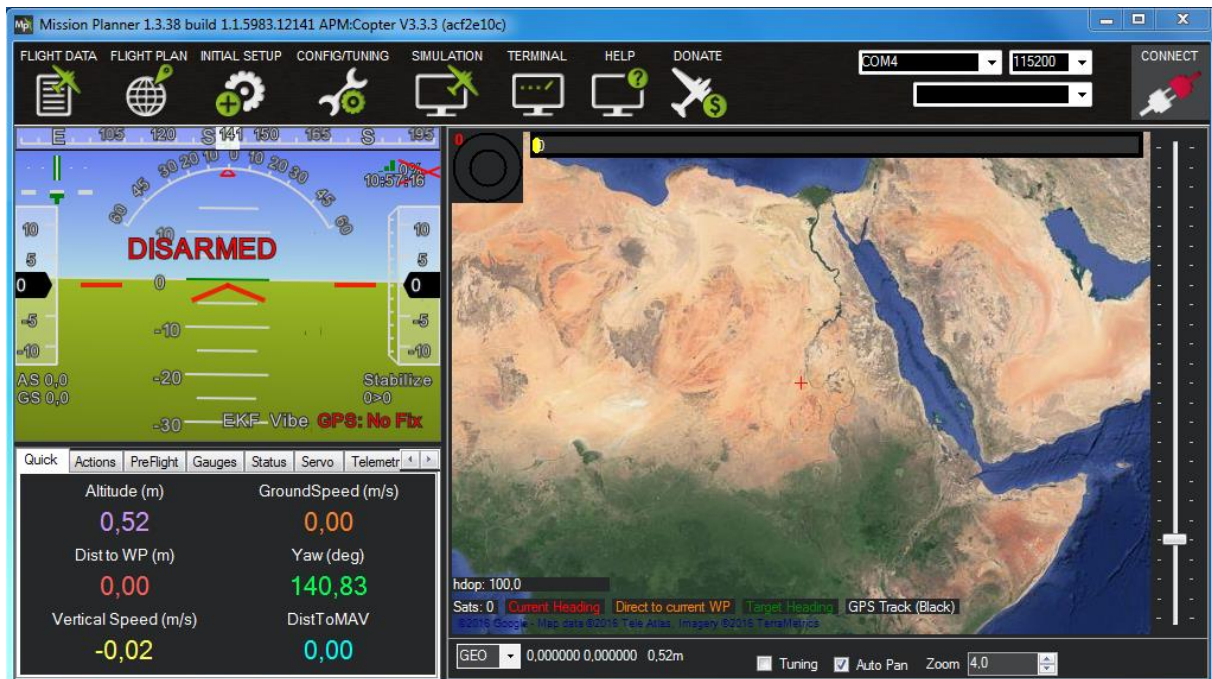 Mission Planner 1.3.38 build 1.1.5983.12141 APM:Copter V3.3.3 (acf2e10c)
FLIGHT DATA FLIGHT PLAN INITIAL SETUP CONFIG/TUNING SIMULATION TERMINAL HELP DONATE
COM4 115200 CONNECT
E 105 120 S 141 150 165 S 195
60 45 30 20 10 0 10 20 30 45 60
0%
10:57:16
10 10 10
DISARMED
5 5
0 0 0
-5 -10 -5
-10 -10
AS 0,0 -20 Stabilize
GS 0,0 0>0
-30 EKF Vibe GPS: No Fix
Quick Actions PreFlight Gauges Status Servo Telemetr
Altitude (m) GroundSpeed (m/s)
0,52 0,00
Dist to WP (m) Yaw (deg)
0,00 140,83
Vertical Speed (m/s) DistToMAV
-0,02 0,00
0
0
hdop: 100,0
Sats: 0 Current Heading Direct to current WP Target Heading GPS Track (Black)
©2016 Google - Map data ©2016 Tele Atlas, Imagery ©2016 TerraMetrics
GEO 0,000000 0,000000 0,52m Tuning Auto Pan Zoom 4,0